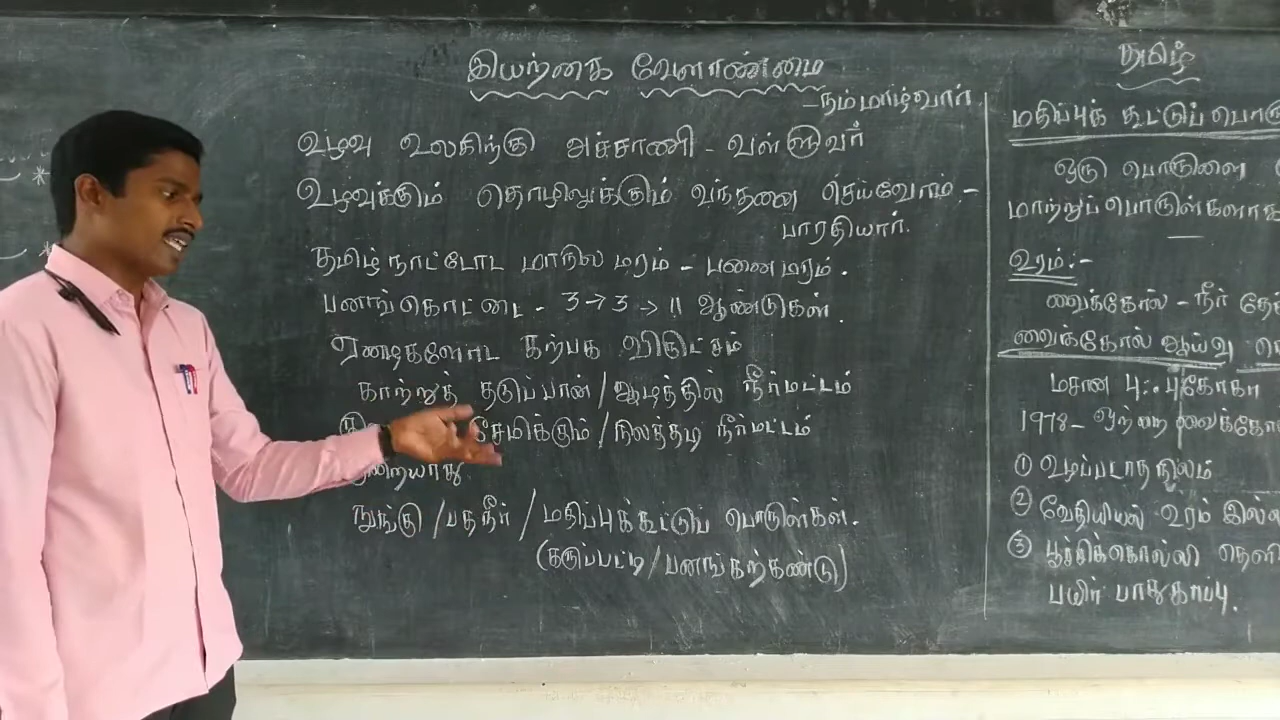 இயற்கை வேளாண்மை
- நம்மாழ்வார்.
உழவு உலகிற்கு அச்சாணி - வள்ளுவர்
உழவுக்கும் தொழிலுக்கும் வந்தனை செய்வோம் -
பாரதியார்.
தமிழ் நாட்டோட மாநில மரம் - பனை மரம்.
பனங்கொட்டை - 3 → 3 → 11 ஆண்டுகள்.
ஏழைகளோட கற்பக விருட்சம்
காற்றுத் தடுப்பான் / ஆழத்தில் நீர்மட்டம்
சேமிக்கும் / நிலத்தடி நீர்மட்டம்
குறையாது.
நுங்கு / பதநீர் / மதிப்புக்கூட்டுப் பொருள்கள்.
(கருப்பட்டி / பனங்கற்கண்டு)
தமிழ்
மதிப்புக் கூட்டுப் பொரு
ஒரு பொருளை
மாற்றுப்பொருள்களாக
உரம்:-
வைக்கோல் - நீர் தே
வைக்கோல் ஆய்வு
மசான பு‌ஃபுகோகா
1978 - ஒற்றை வைக்கோ
① உழப்படாத நிலம்
② வேதியியல் உரம் இல்லை
③ பூச்சிக்கொல்லி தெளி
பயிர் பாதுகாப்பு.